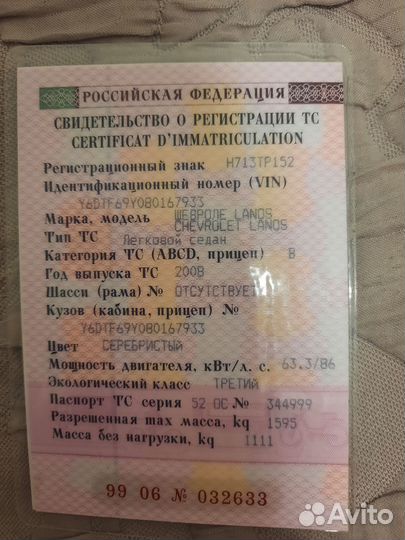 РОССИЙСКАЯ ФЕДЕРАЦИЯ
СВИДЕТЕЛЬСТВО О РЕГИСТРАЦИИ ТС
CERTIFICAT D'IMMATRICULATION
Регистрационный знак Н713ТР152
Идентификационный номер (VIN)
Y6DTF69Y080167933
Марка, модель ШЕВРОЛЕ LANOS
CHEVROLET LANOS
Тип ТС Легковой седан
Категория ТС (ABCD, прицеп) B
Год выпуска ТС 2008
Шасси (рама) № ОТСУТСТВУЕТ
Кузов (кабина, прицеп) №
Y6DTF69Y080167933
Цвет СЕРЕБРИСТЫЙ
Мощность двигателя, кВт/л. с. 63.3/86
Экологический класс ТРЕТИЙ
Паспорт ТС серия 52 ОС № 344999
Разрешенная max масса, kg 1595
Масса без нагрузки, kg 1111
99 06 № 032633
Avito